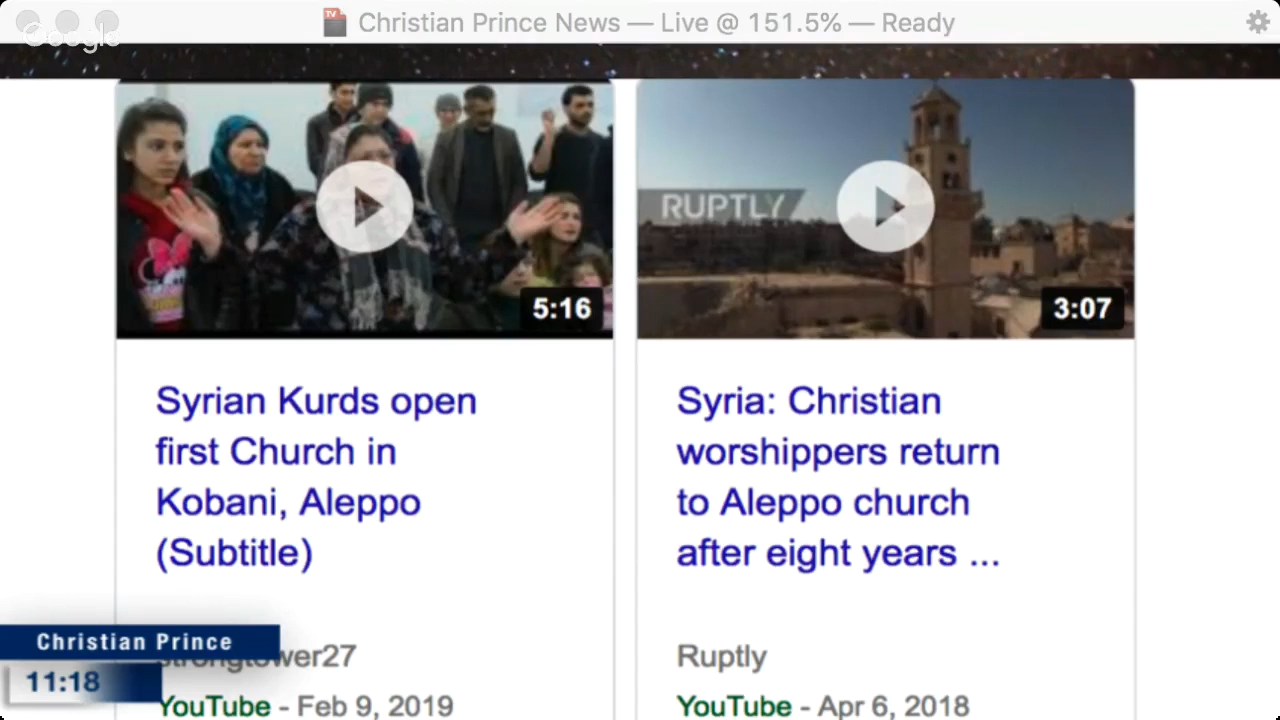 Christian Prince News — Live @ 151.5% — Ready
Google
RUPTLY
5:16
3:07
Syrian Kurds open
first Church in
Kobani, Aleppo
(Subtitle)
Syria: Christian
worshippers return
to Aleppo church
after eight years ...
Christian Prince
11:18
strongtower27
YouTube - Feb 9, 2019
Ruptly
YouTube - Apr 6, 2018